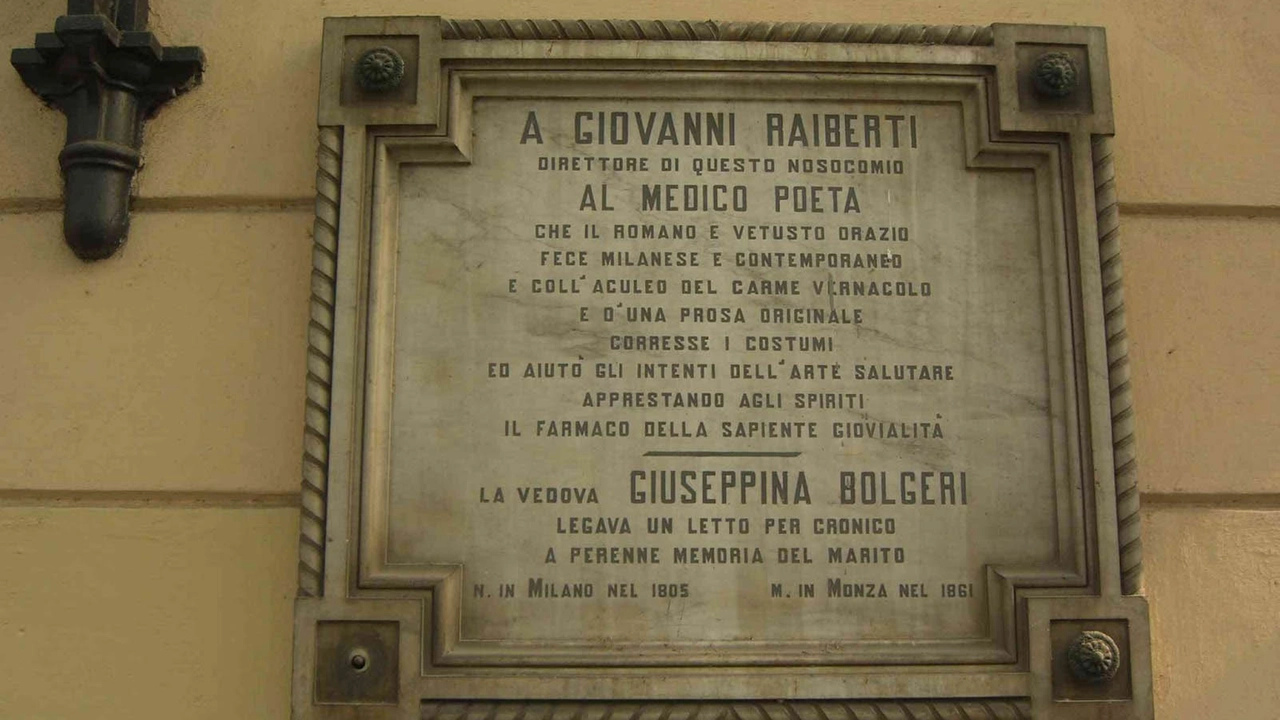 A GIOVANNI RAIBERTI
DIRETTORE DI QUESTO NOSOCOMIO
AL MEDICO POETA
CHE IL ROMANO E VETUSTO ORAZIO
FECE MILANESE E CONTEMPORANEO
E COLL'ACULEO DEL CARME VERNACOLO
E D'UNA PROSA ORIGINALE
CORRESSE I COSTUMI
ED AIUTÒ GLI INTENTI DELL'ARTE SALUTARE
APPRESTANDO AGLI SPIRITI
IL FARMACO DELLA SAPIENTE GIOVIALITÀ
LA VEDOVA GIUSEPPINA BOLGERI
LEGAVA UN LETTO PER CRONICO
A PERENNE MEMORIA DEL MARITO
N. IN MILANO NEL 1805 M. IN MONZA NEL 1861